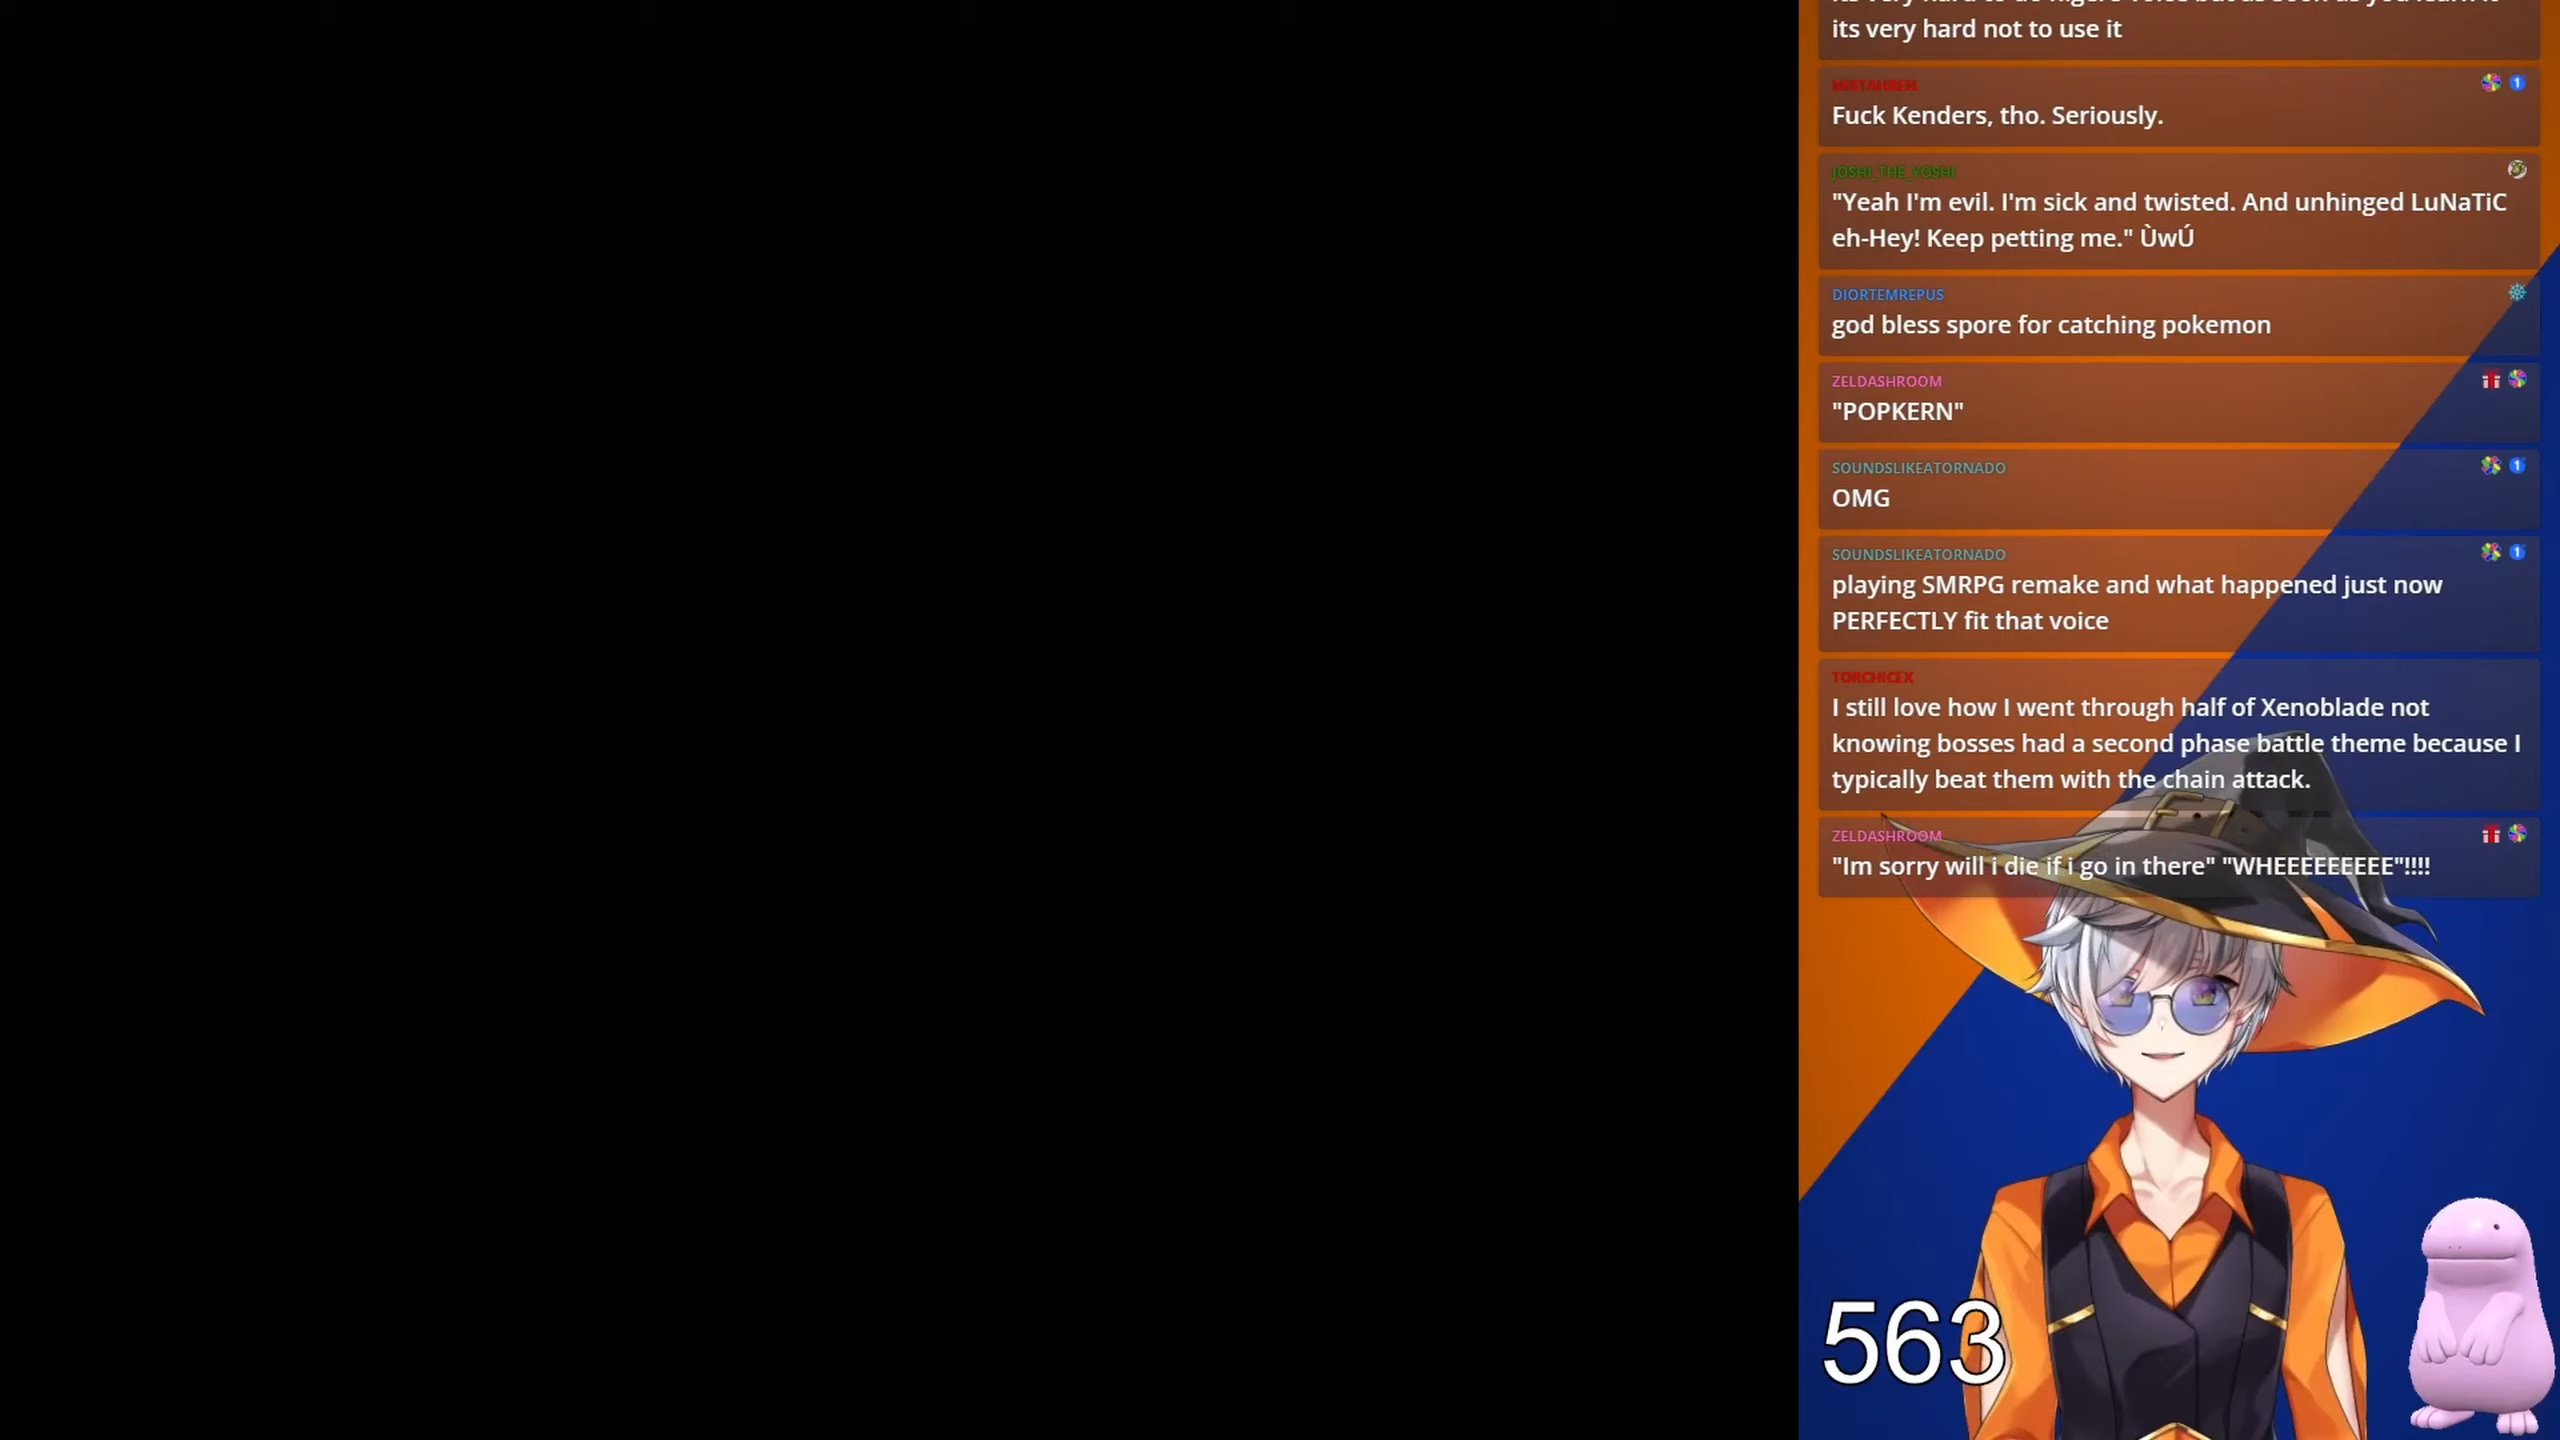 its very hard not to use it
MISTAHREN
Fuck Kenders, tho. Seriously.
JOSHI_THE_YOSHI
"Yeah I'm evil. I'm sick and twisted. And unhinged LuNaTiC
eh-Hey! Keep petting me." ÙwÚ
DIORTEMREPUS
god bless spore for catching pokemon
ZELDASHROOM
"POPKERN"
SOUNDSLIKEATORNADO
OMG
SOUNDSLIKEATORNADO
playing SMRPG remake and what happened just now
PERFECTLY fit that voice
TORCHICEX
I still love how I went through half of Xenoblade not
knowing bosses had a second phase battle theme because I
typically beat them with the chain attack.
ZELDASHROOM
"Im sorry will i die if i go in there" "WHEEEEEEEEE"!!!!
563